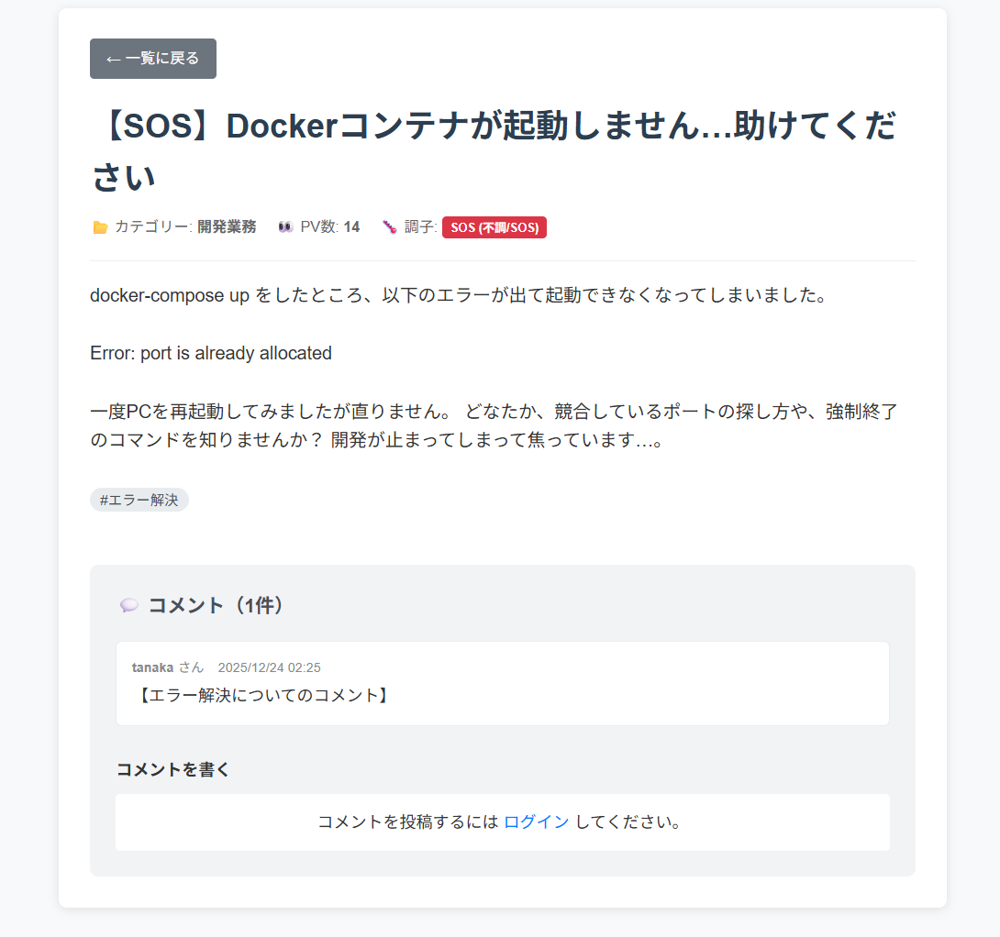 ← 一覧に戻る
【SOS】Dockerコンテナが起動しません…助けてくだ
さい
カテゴリー: 開発業務 PV数: 14 調子: SOS (不調/SOS)
docker-compose up をしたところ、以下のエラーが出て起動できなくなってしまいました。
Error: port is already allocated
一度PCを再起動してみましたが直りません。 どなたか、競合しているポートの探し方や、強制終了
のコマンドを知りませんか？ 開発が止まってしまって焦っています…。
#エラー解決
コメント（1件）
tanaka さん 2025/12/24 02:25
【エラー解決についてのコメント】
コメントを書く
コメントを投稿するには ログイン してください。